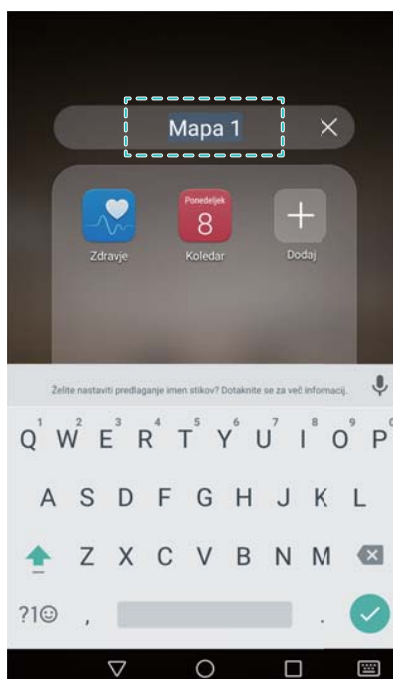 Mapa 1
Ponedeljek
8
Zdravje Koledar Dodaj
Želite nastaviti predlaganje imen stikov? Dotaknite se za več informacij.
1 2 3 4 5 6 7 8 9 0
Q W E R T Y U I O P
A S D F G H J K L
Z X C V B N M
?1☺ , .